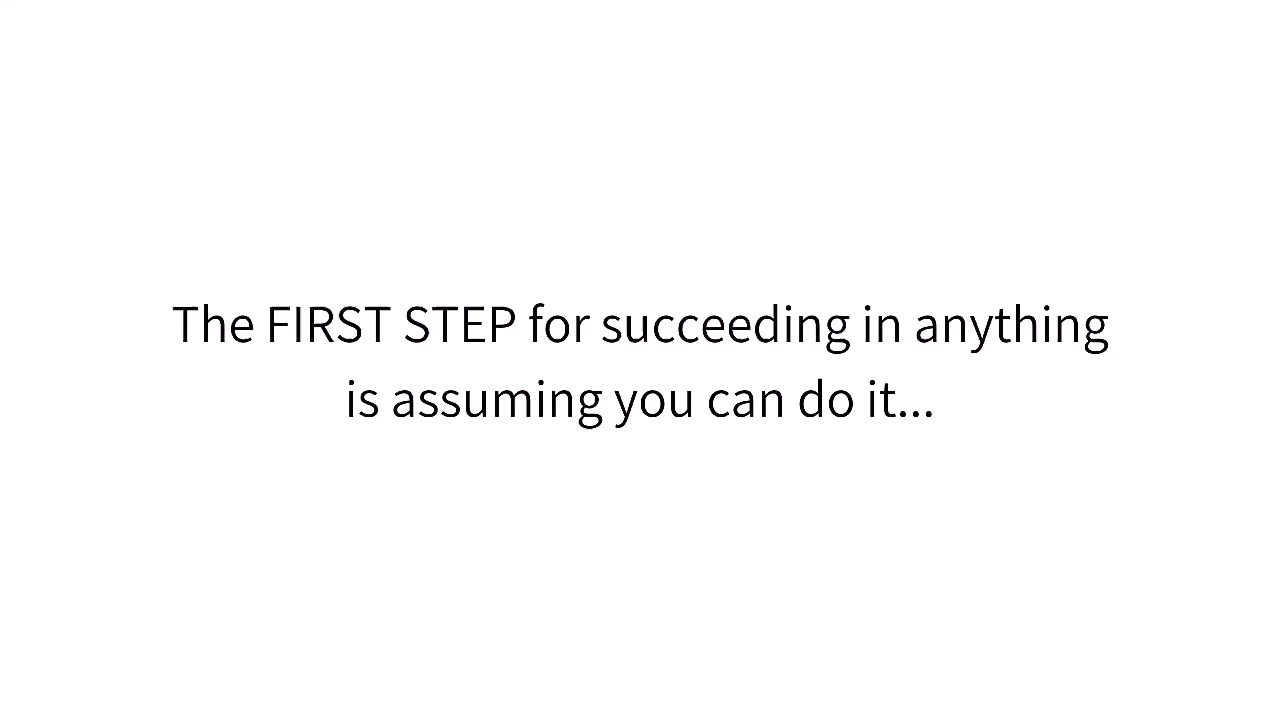 The FIRST STEP for succeeding in anything
is assuming you can do it...